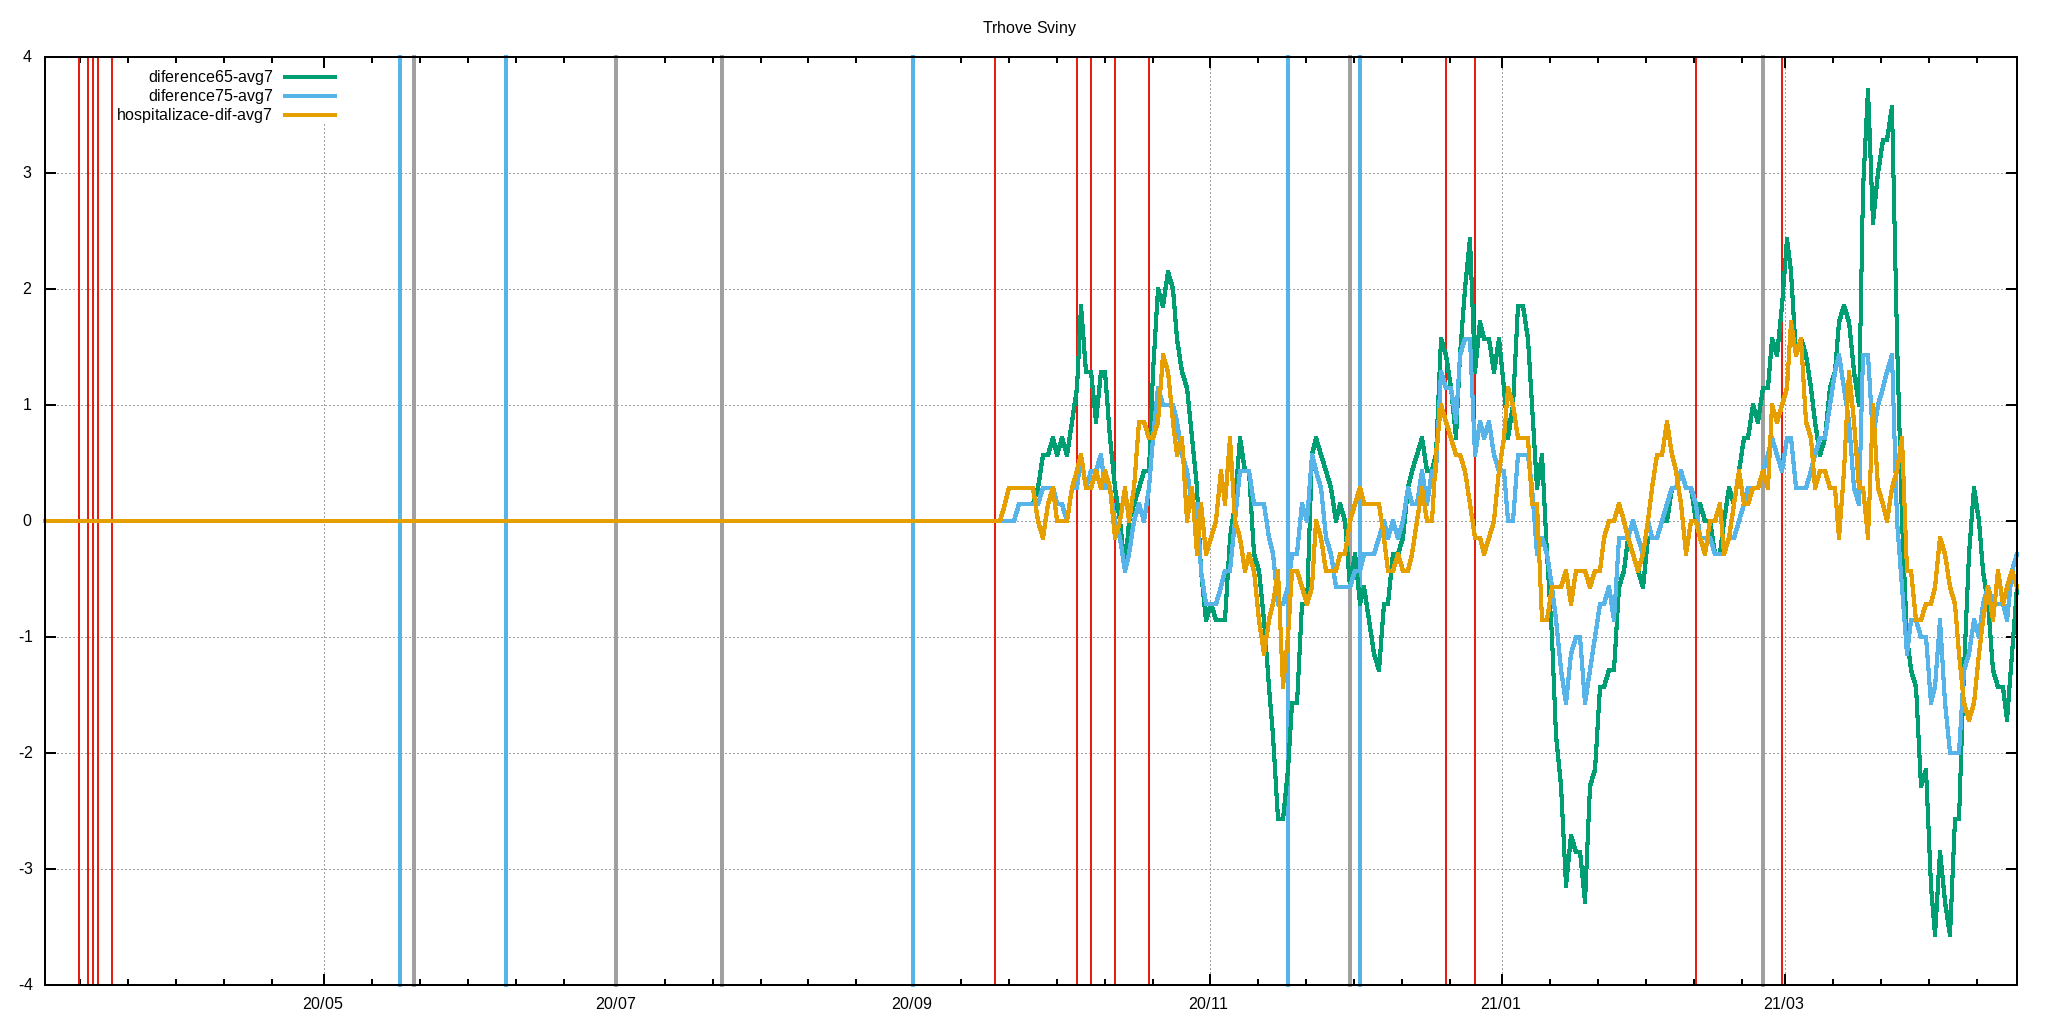 Trhove Sviny
diference65-avg7
diference75-avg7
hospitalizace-dif-avg7
4
3
2
1
0
-1
-2
-3
-4
20/05 20/07 20/09 20/11 21/01 21/03